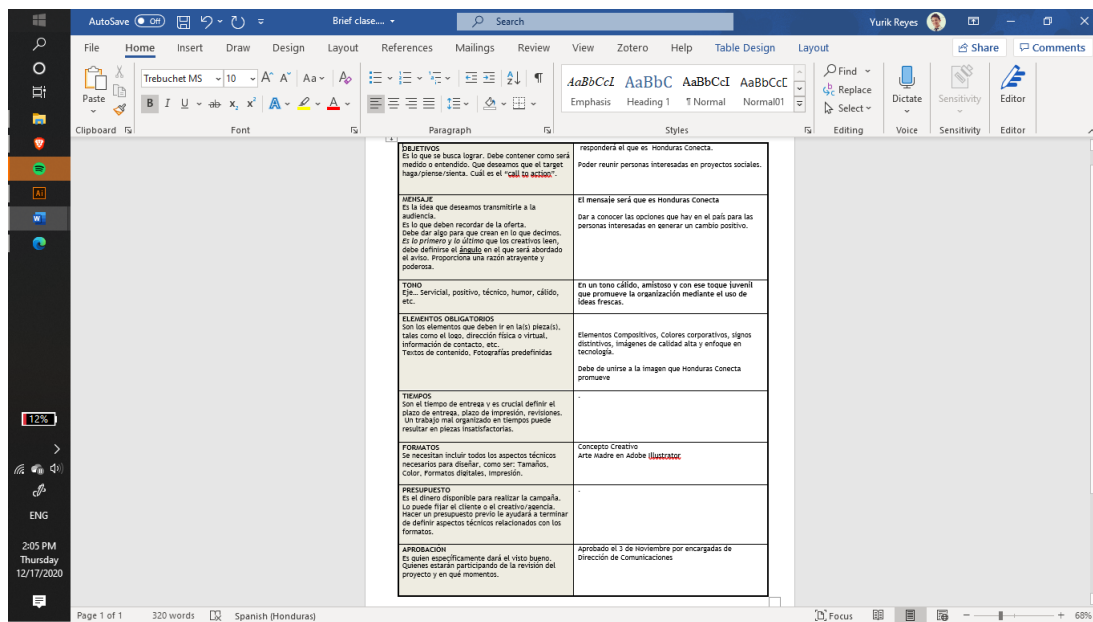 AutoSave Off Brief clase.... Search Yurik Reyes
File Home Insert Draw Design Layout References Mailings Review View Zotero Help Table Design Layout Share Comments
Paste
Clipboard
Trebuchet MS 10
Font
Paragraph
AaBbCcI AaBbC AaBbCcI AaBbCcC
Emphasis Heading 1 ¶ Normal Normal01
Styles
Find
Replace
Select
Editing
Dictate
Voice
Sensitivity
Sensitivity
Editor
Editor
OBJETIVOS
Es lo que se busca lograr. Debe contener como será
medido o entendido. Que deseamos que el target
haga/piense/sienta. Cuál es el "call to action".
responderá el que es Honduras Conecta.
Poder reunir personas interesadas en proyectos sociales.
MENSAJE
Es la idea que deseamos transmitirle a la
audiencia.
Es lo que deben recordar de la oferta.
Debe dar algo para que crean en lo que decimos.
Es lo primero y lo último que los creativos leen,
debe definirse el ángulo en el que será abordado
el aviso. Proporciona una razón atrayente y
poderosa.
El mensaje será que es Honduras Conecta
Dar a conocer las opciones que hay en el país para las
personas interesadas en generar un cambio positivo.
TONO
Eje... Servicial, positivo, técnico, humor, cálido,
etc.
En un tono cálido, amistoso y con ese toque juvenil
que promueve la organización mediante el uso de
ideas frescas.
ELEMENTOS OBLIGATORIOS
Son los elementos que deben ir en la(s) pieza(s),
tales como el logo, dirección física o virtual,
información de contacto, etc.
Textos de contenido, Fotografías predefinidas
Elementos Compositivos, Colores corporativos, signos
distintivos, imágenes de calidad alta y enfoque en
tecnología.
Debe de unirse a la imagen que Honduras Conecta
promueve
TIEMPOS
Son el tiempo de entrega y es crucial definir el
plazo de entrega, plazo de impresión, revisiones.
Un trabajo mal organizado en tiempos puede
resultar en piezas insatisfactorias.
-
FORMATOS
Se necesitan incluir todos los aspectos técnicos
necesarios para diseñar, como ser: Tamaños,
Color, Formatos digitales, Impresión.
Concepto Creativo
Arte Madre en Adobe Illustrator
PRESUPUESTO
Es el dinero disponible para realizar la campaña.
Lo puede fijar el cliente o el creativo/agencia.
Hacer un presupuesto previo le ayudará a terminar
de definir aspectos técnicos relacionados con los
formatos.
-
APROBACIÓN
Es quien específicamente dará el visto bueno.
Quienes estarán participando de la revisión del
proyecto y en qué momentos.
Aprobado el 3 de Noviembre por encargadas de
Dirección de Comunicaciones
12%
ENG
2:05 PM
Thursday
12/17/2020
Page 1 of 1 320 words Spanish (Honduras) Focus 68%